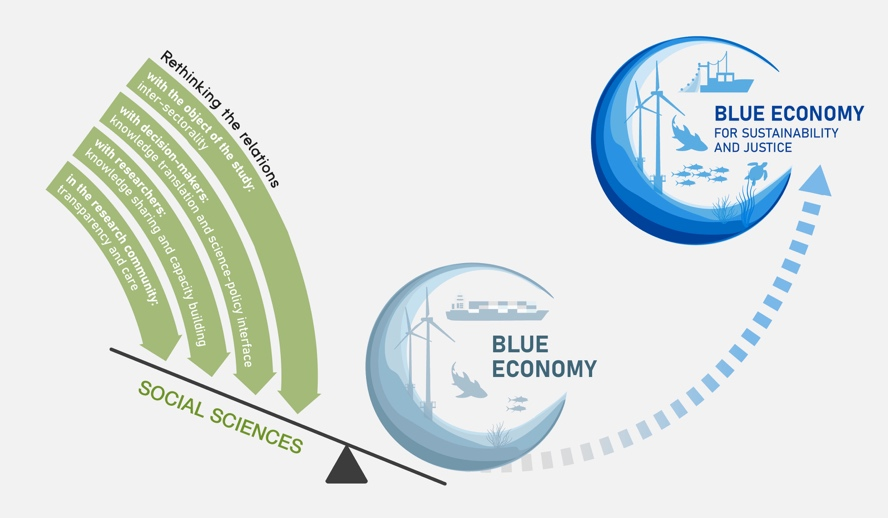 Rethinking the relations
with the object of the study:
inter-sectorality
with decision-makers:
knowledge translation and science-policy interface
with researchers:
knowledge sharing and capacity building
in the research community:
transparency and care
SOCIAL SCIENCES
BLUE
ECONOMY
BLUE ECONOMY
FOR SUSTAINABILITY
AND JUSTICE